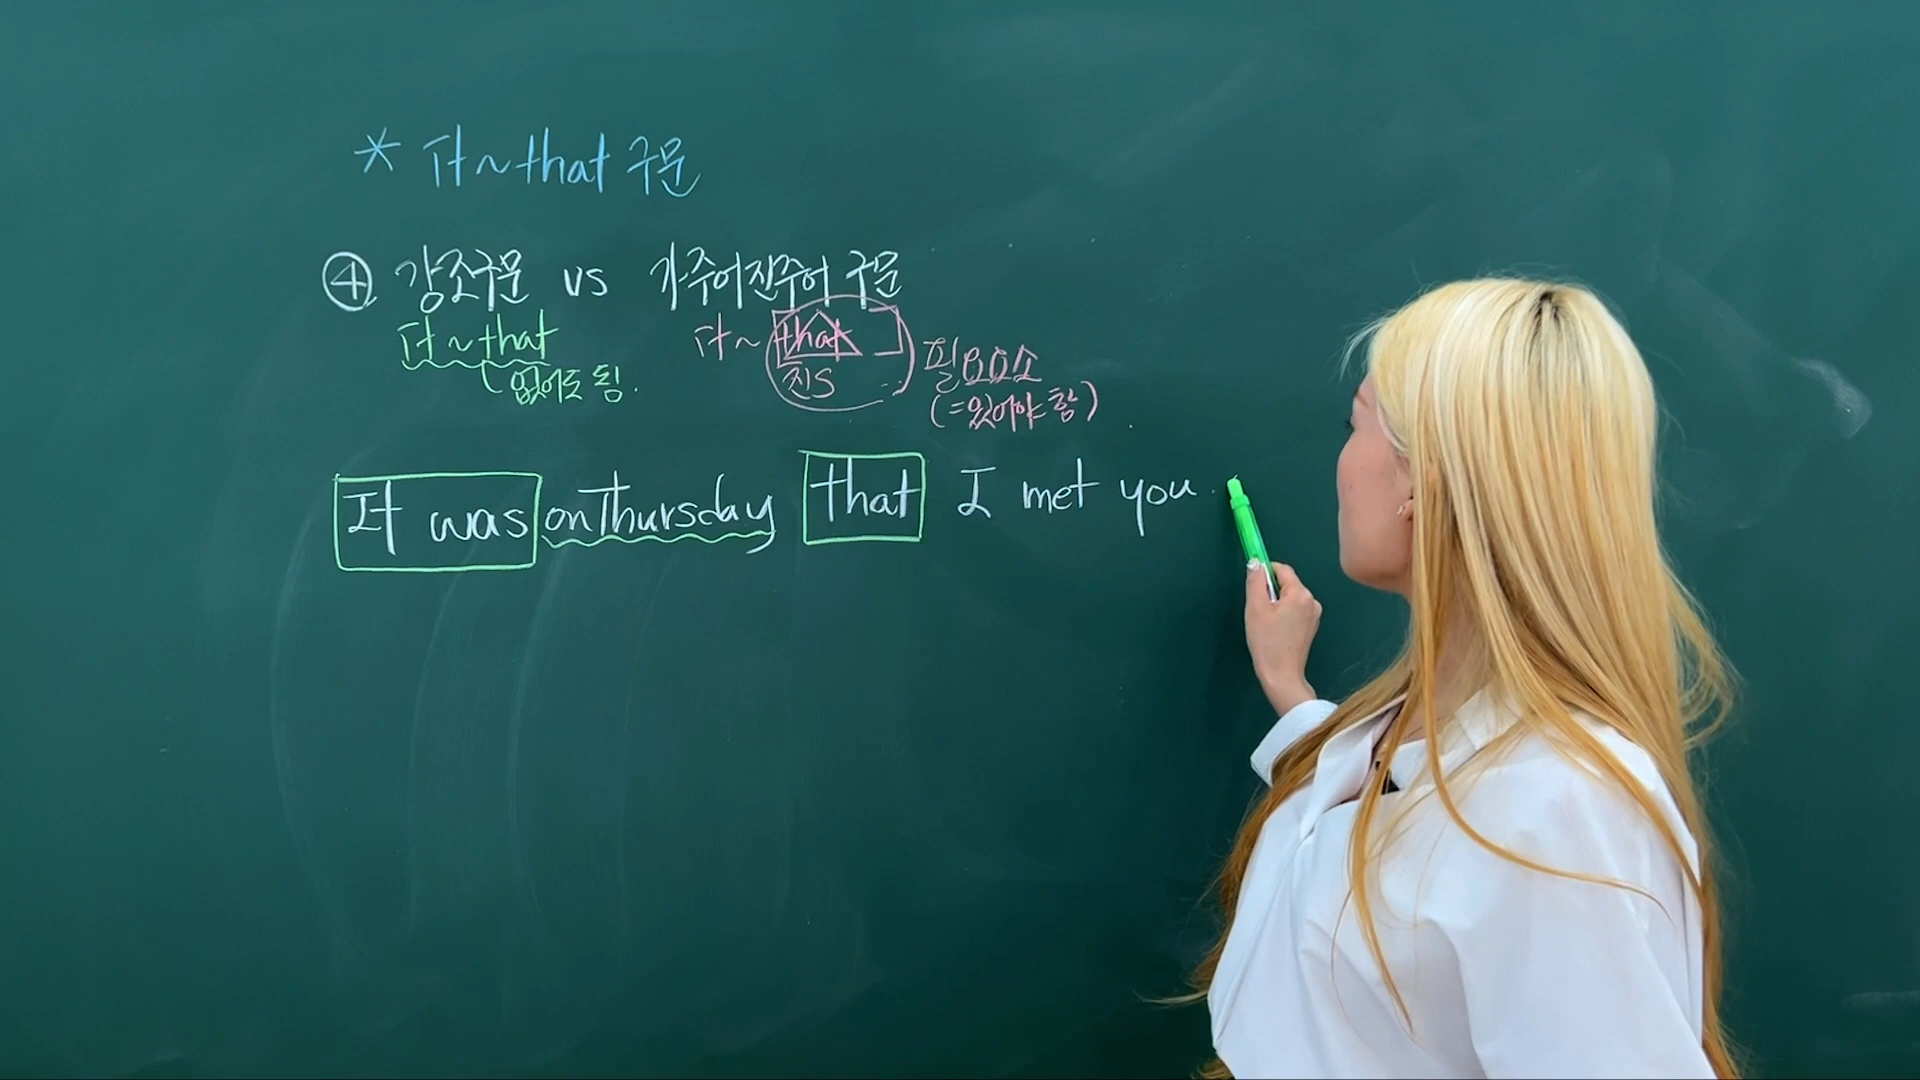 * It ~ that 구문
④ 강조구문 vs 가주어진주어 구문
It ~ that It ~ that
(없어도 됨. 진S 필요요소
(=있어야 함)
It was on Thursday that I met you.